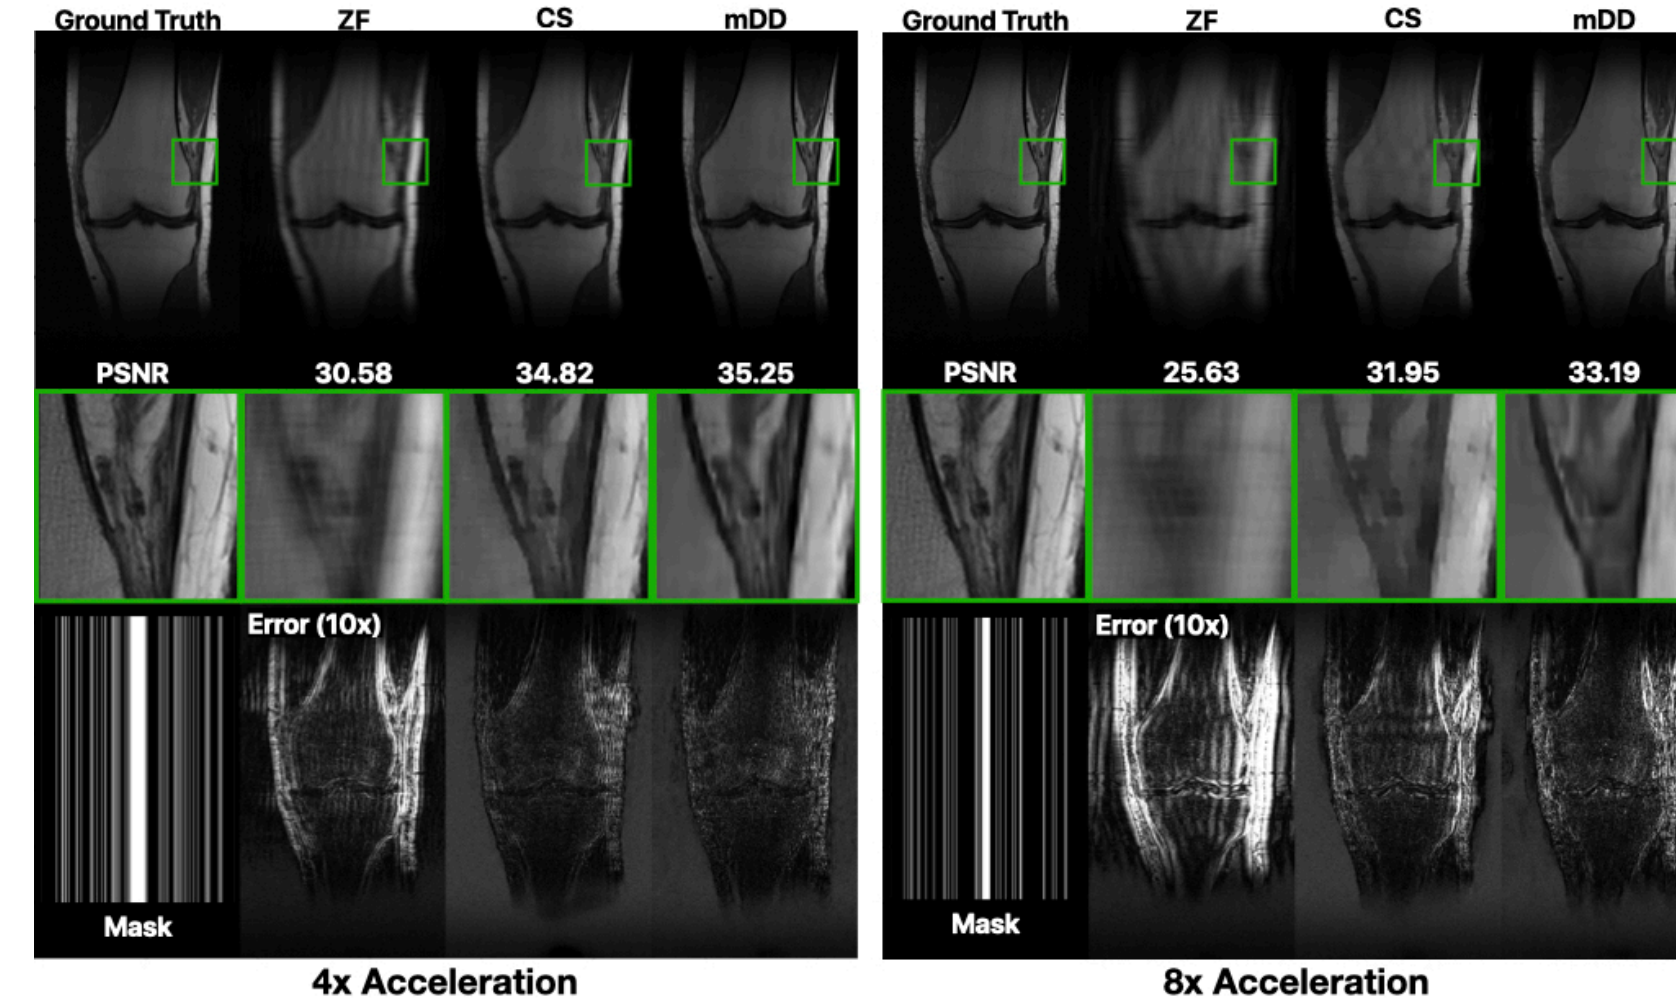 Ground Truth ZF CS mDD
PSNR 30.58 34.82 35.25
Error (10x)
Mask
4x Acceleration
Ground Truth ZF CS mDD
PSNR 25.63 31.95 33.19
Error (10x)
Mask
8x Acceleration